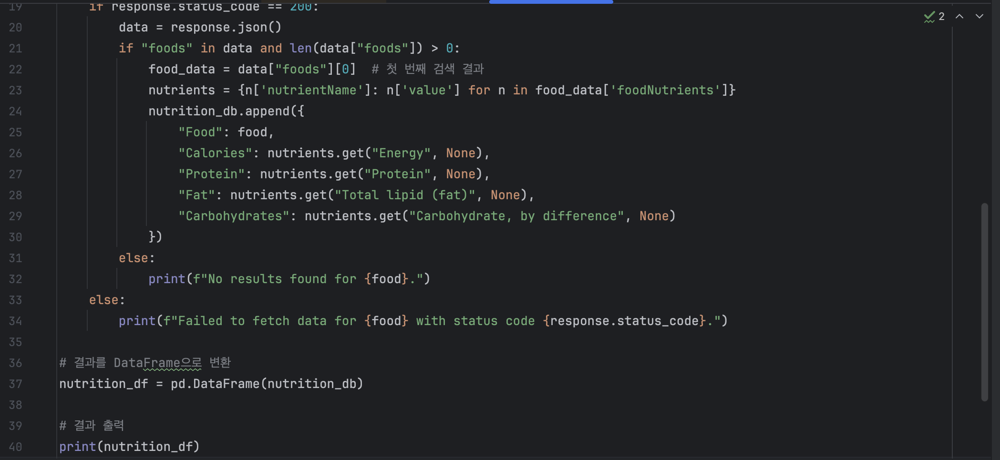 19 if response.status_code == 200:
2
20 data = response.json()
21 if "foods" in data and len(data["foods"]) > 0:
22 food_data = data["foods"][0]  # 첫 번째 검색 결과
23 nutrients = {n['nutrientName']: n['value'] for n in food_data['foodNutrients']}
24 nutrition_db.append({
25 "Food": food,
26 "Calories": nutrients.get("Energy", None),
27 "Protein": nutrients.get("Protein", None),
28 "Fat": nutrients.get("Total lipid (fat)", None),
29 "Carbohydrates": nutrients.get("Carbohydrate, by difference", None)
30 })
31 else:
32 print(f"No results found for {food}.")
33 else:
34 print(f"Failed to fetch data for {food} with status code {response.status_code}.")
35
36 # 결과를 DataFrame으로 변환
37 nutrition_df = pd.DataFrame(nutrition_db)
38
39 # 결과 출력
40 print(nutrition_df)